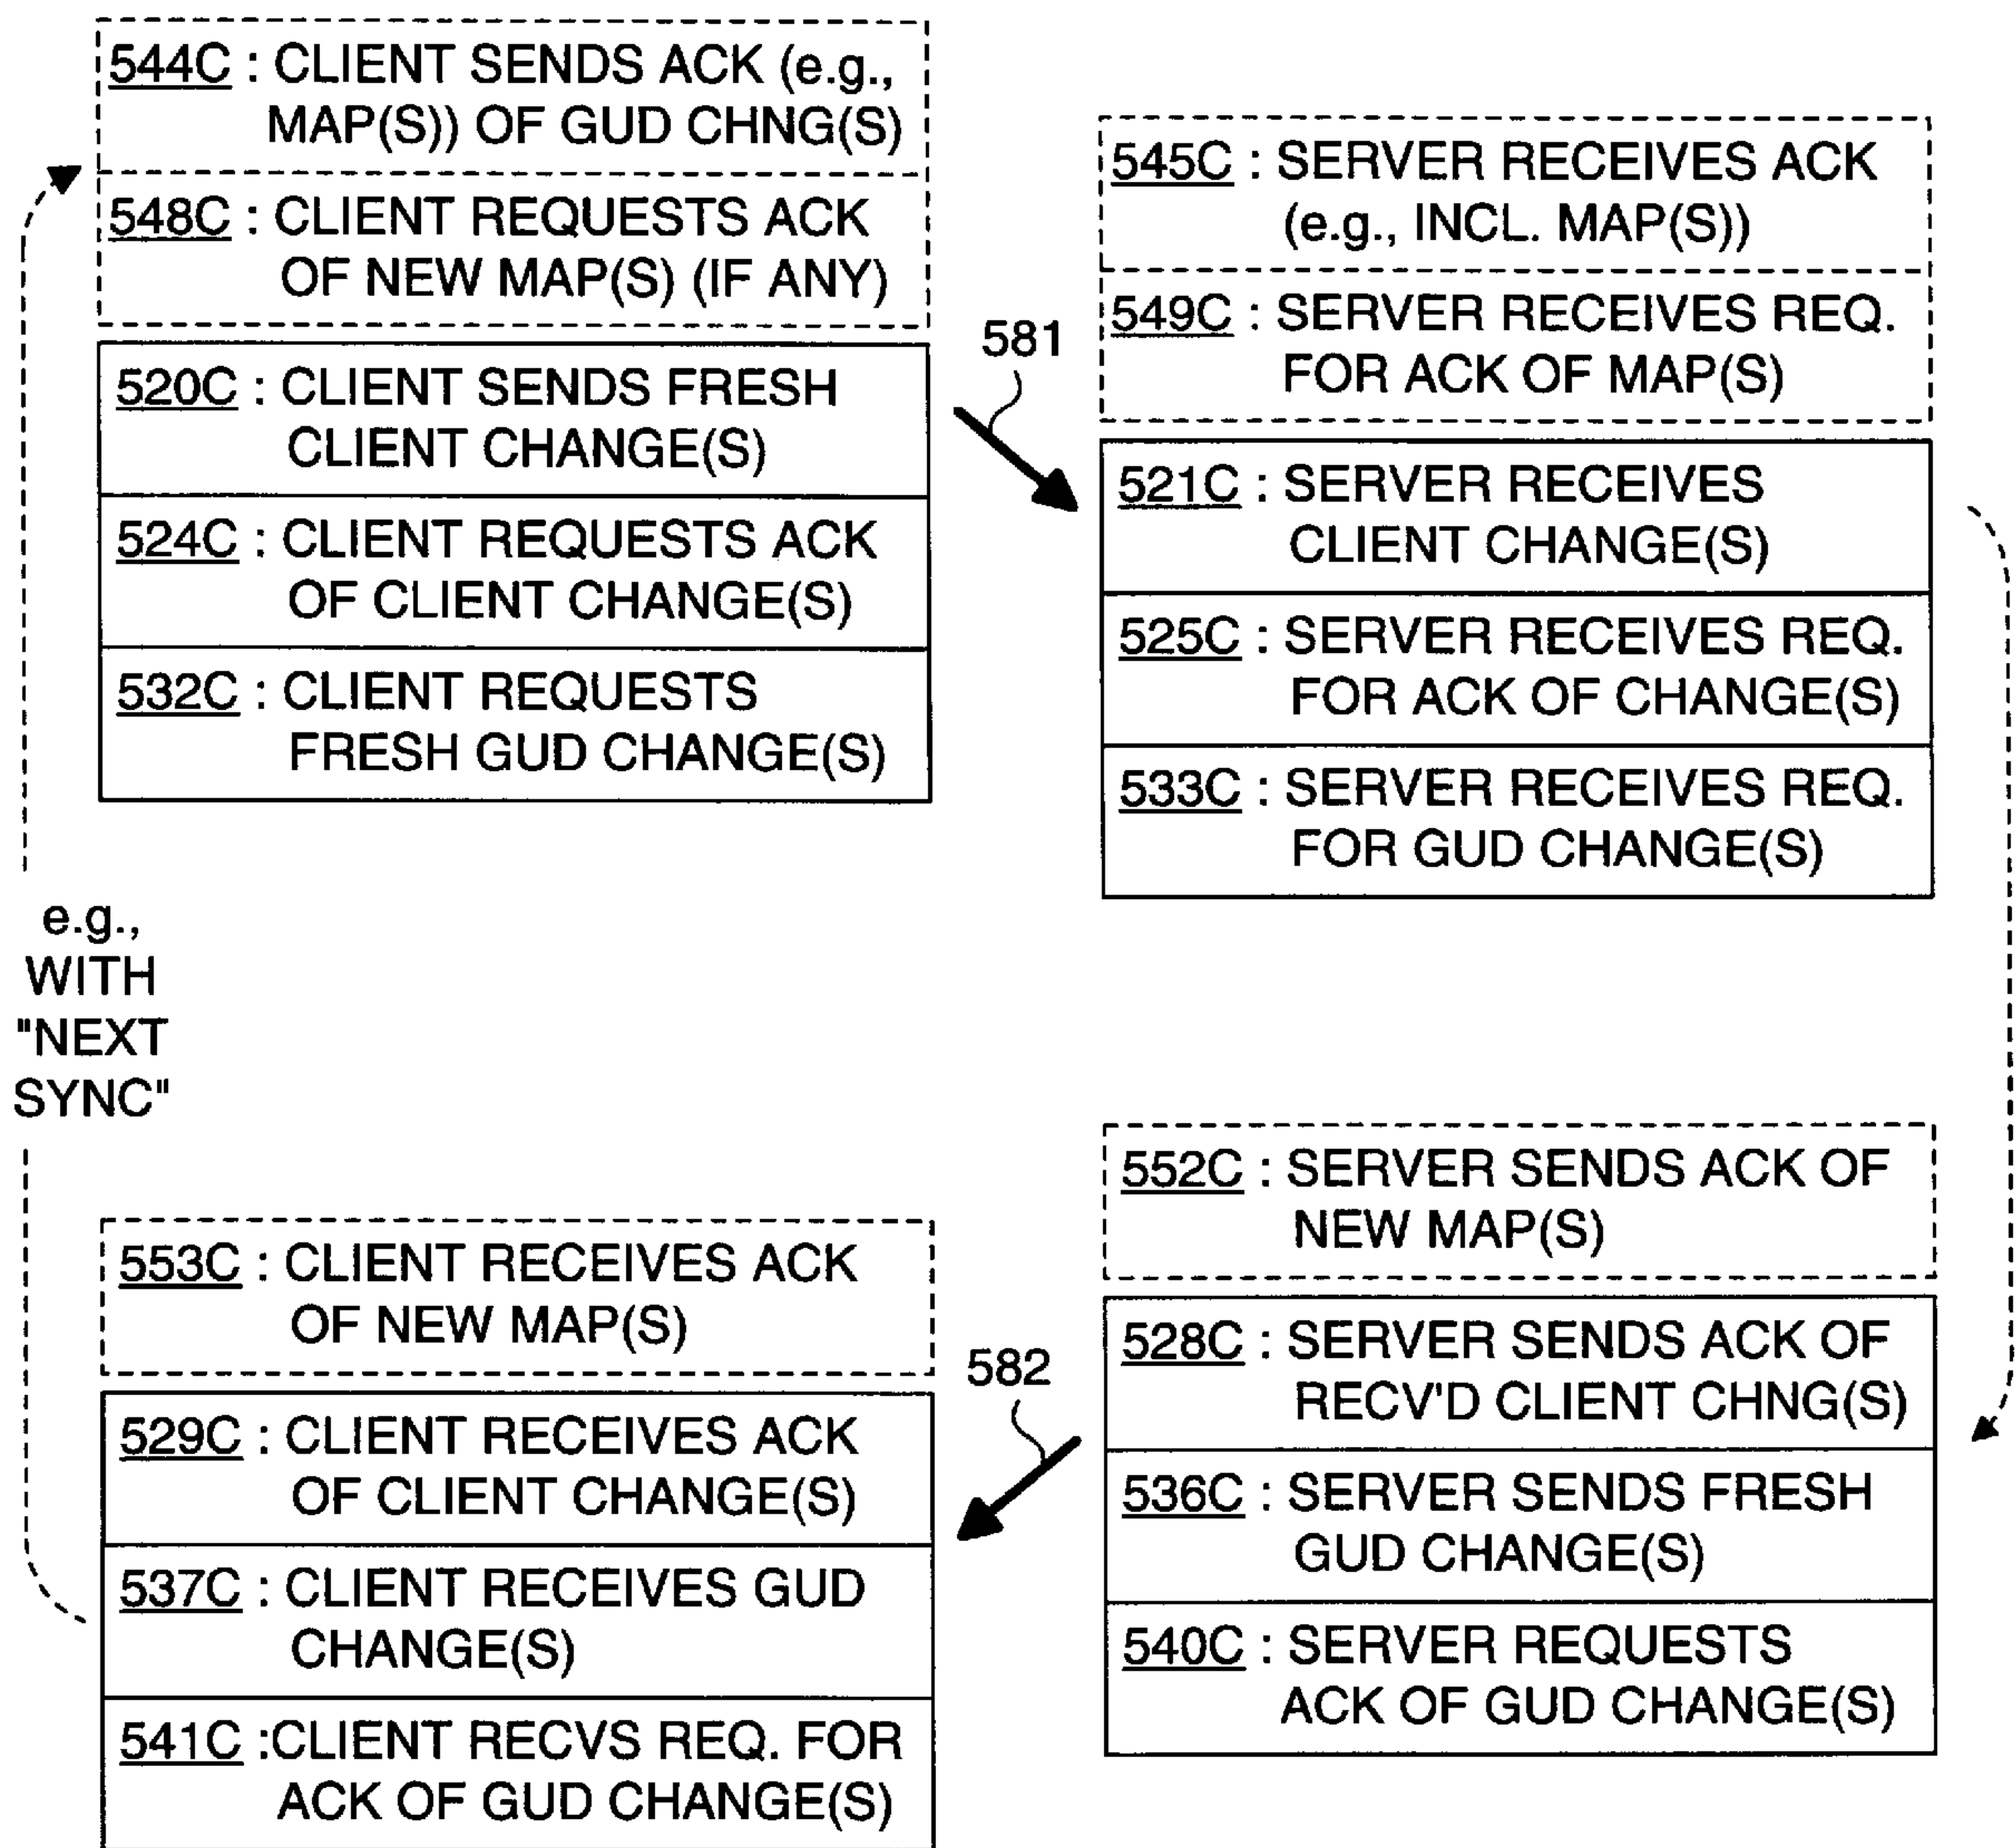 544C : CLIENT SENDS ACK (e.g.,
MAP(S)) OF GUD CHNG(S)
548C : CLIENT REQUESTS ACK
OF NEW MAP(S) (IF ANY)
520C : CLIENT SENDS FRESH
CLIENT CHANGE(S)
524C : CLIENT REQUESTS ACK
OF CLIENT CHANGE(S)
532C : CLIENT REQUESTS
FRESH GUD CHANGE(S)
581
545C : SERVER RECEIVES ACK
(e.g., INCL. MAP(S))
549C : SERVER RECEIVES REQ.
FOR ACK OF MAP(S)
521C : SERVER RECEIVES
CLIENT CHANGE(S)
525C : SERVER RECEIVES REQ.
FOR ACK OF CHANGE(S)
533C : SERVER RECEIVES REQ.
FOR GUD CHANGE(S)
e.g.,
WITH
"NEXT
SYNC"
552C : SERVER SENDS ACK OF
NEW MAP(S)
528C : SERVER SENDS ACK OF
RECV'D CLIENT CHNG(S)
536C : SERVER SENDS FRESH
GUD CHANGE(S)
540C : SERVER REQUESTS
ACK OF GUD CHANGE(S)
582
553C : CLIENT RECEIVES ACK
OF NEW MAP(S)
529C : CLIENT RECEIVES ACK
OF CLIENT CHANGE(S)
537C : CLIENT RECEIVES GUD
CHANGE(S)
541C :CLIENT RECVS REQ. FOR
ACK OF GUD CHANGE(S)